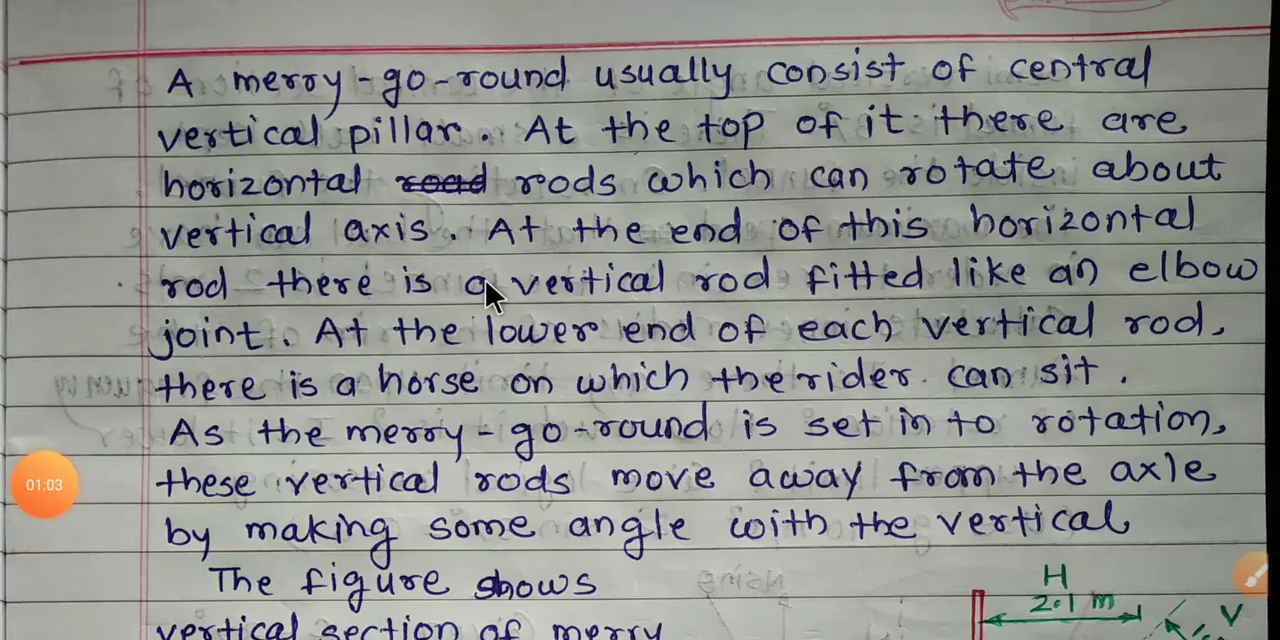 A merry-go-round usually consist of central
vertical pillar. At the top of it there are
horizontal rods which can rotate about
vertical axis. At the end of this horizontal
rod there is a vertical rod fitted like an elbow
joint. At the lower end of each vertical rod,
there is a horse on which the rider can sit.
As the merry-go-round is set in to rotation,
these vertical rods move away from the axle
01:03
by making some angle with the vertical
The figure shows
H
2.1 m
V
vertical section of merry